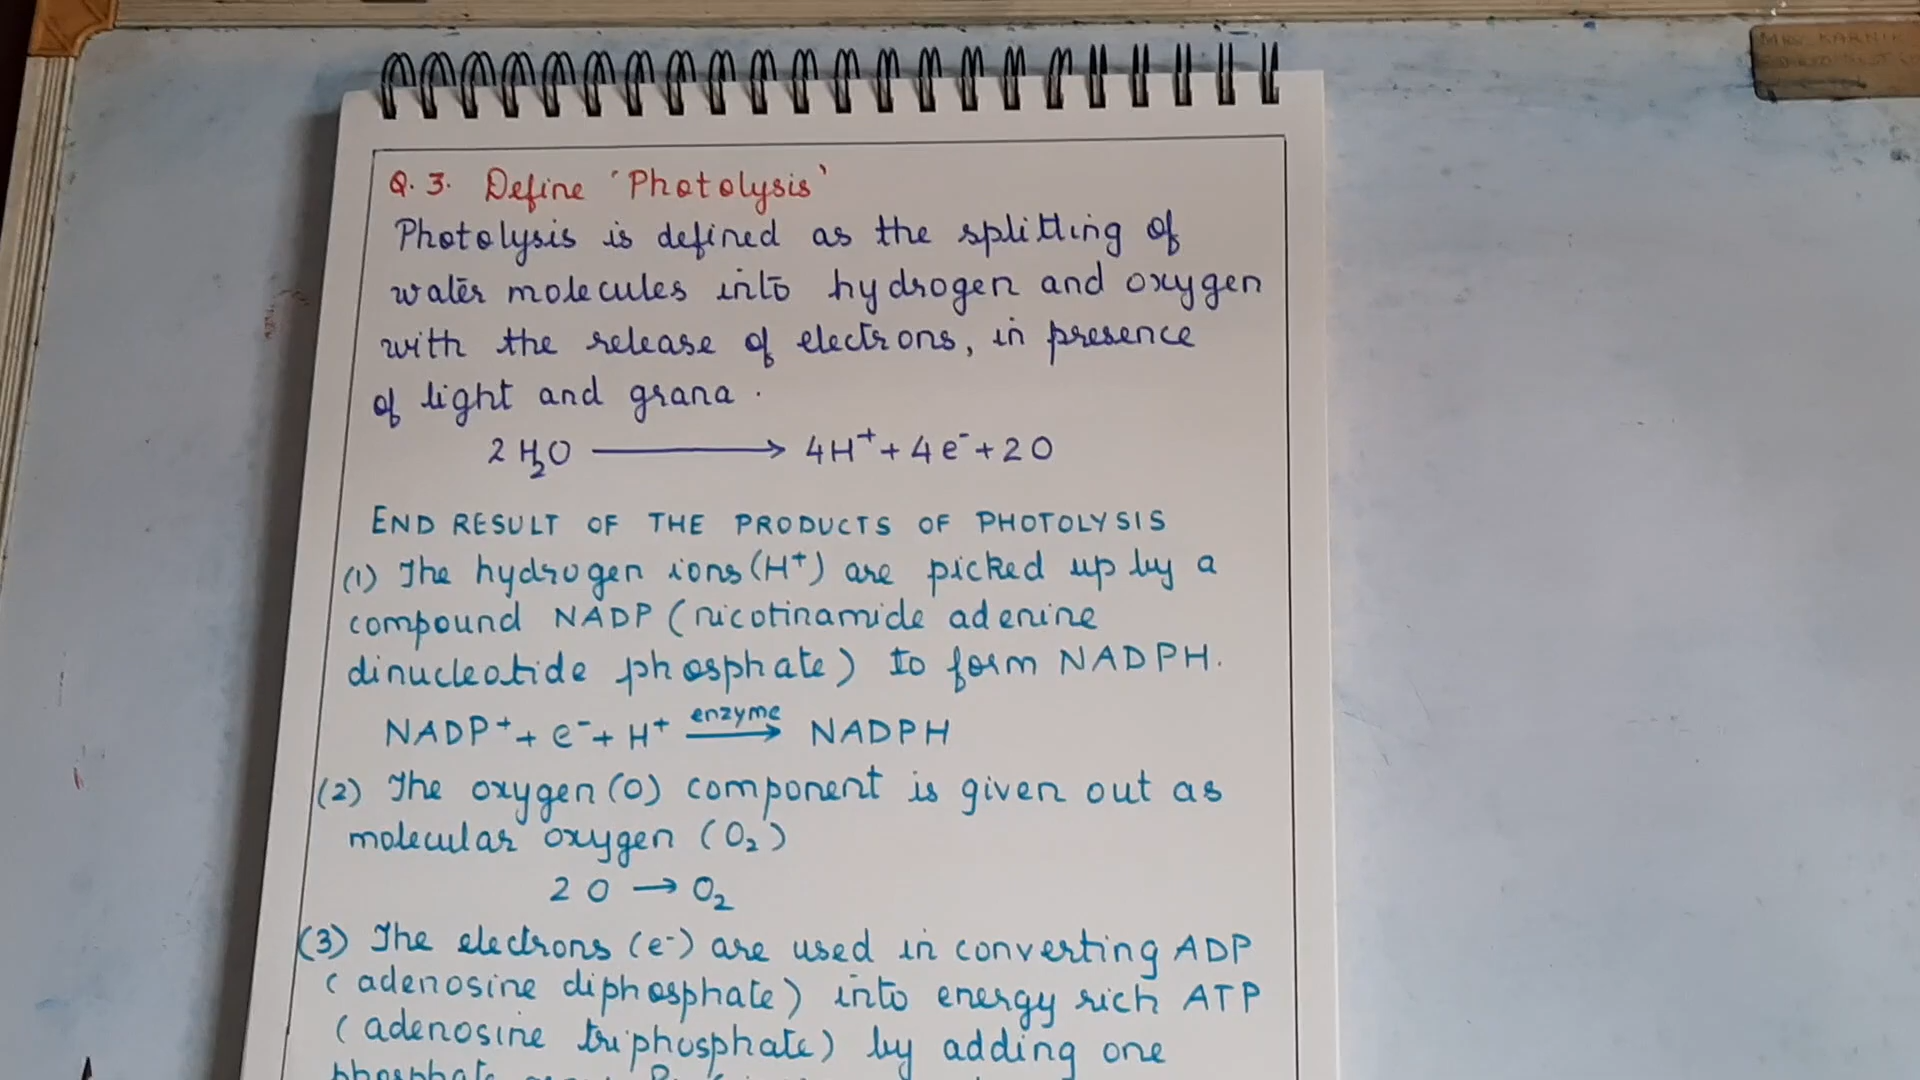 Q. 3. Define 'Photolysis'
Photolysis is defined as the splitting of
water molecules into hydrogen and oxygen
with the release of electrons, in presence
of light and grana.
2H₂O ⟶ 4H⁺ + 4e⁻ + 2O
END RESULT OF THE PRODUCTS OF PHOTOLYSIS
(1) The hydrogen ions (H⁺) are picked up by a
compound NADP (nicotinamide adenine
dinucleotide phosphate) to form NADPH.
enzyme
NADP⁺ + e⁻ + H⁺ ⟶ NADPH
(2) The oxygen (O) component is given out as
molecular oxygen (O₂)
2 O → O₂
(3) The electrons (e⁻) are used in converting ADP
(adenosine diphosphate) into energy rich ATP
(adenosine triphosphate) by adding one
phosphate